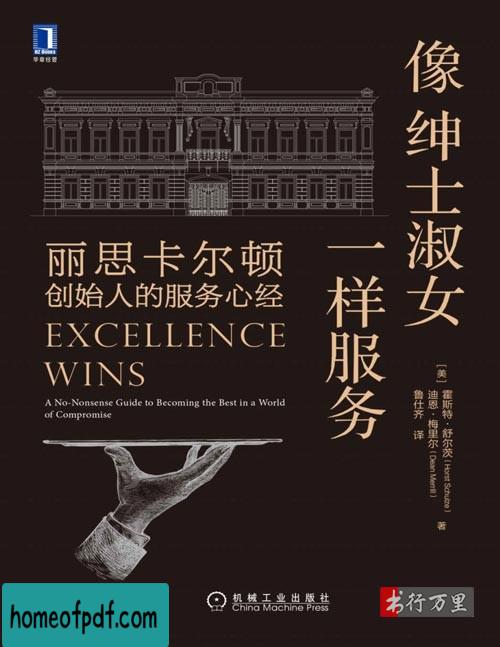 HZ BOOKS
华章经管
像绅士淑女
一样服务
丽思卡尔顿
创始人的服务心经
EXCELLENCE
WINS
A No-Nonsense Guide to Becoming the Best in a World
of Compromise
[美]
霍斯特·舒尔茨(Horst Schulze)
迪恩·梅里尔(Dean Merrill)
著
鲁仕齐 译
机械工业出版社
China Machine Press
书行万里
homeofpdf.com